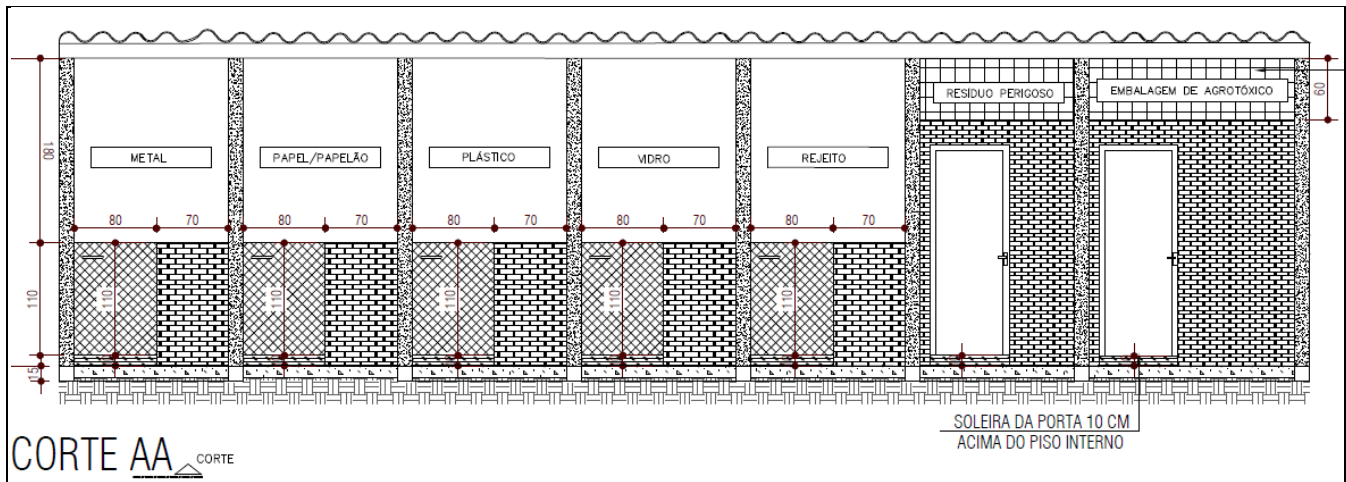 RESÍDUO PERIGOSO
EMBALAGEM DE AGROTÓXICO
60
180
METAL
PAPEL/PAPELÃO
PLÁSTICO
VIDRO
REJEITO
80 70 80 70 80 70 80 70 80 70
110 110 110 110 110 110
15
SOLEIRA DA PORTA 10 CM
ACIMA DO PISO INTERNO
CORTE AA CORTE